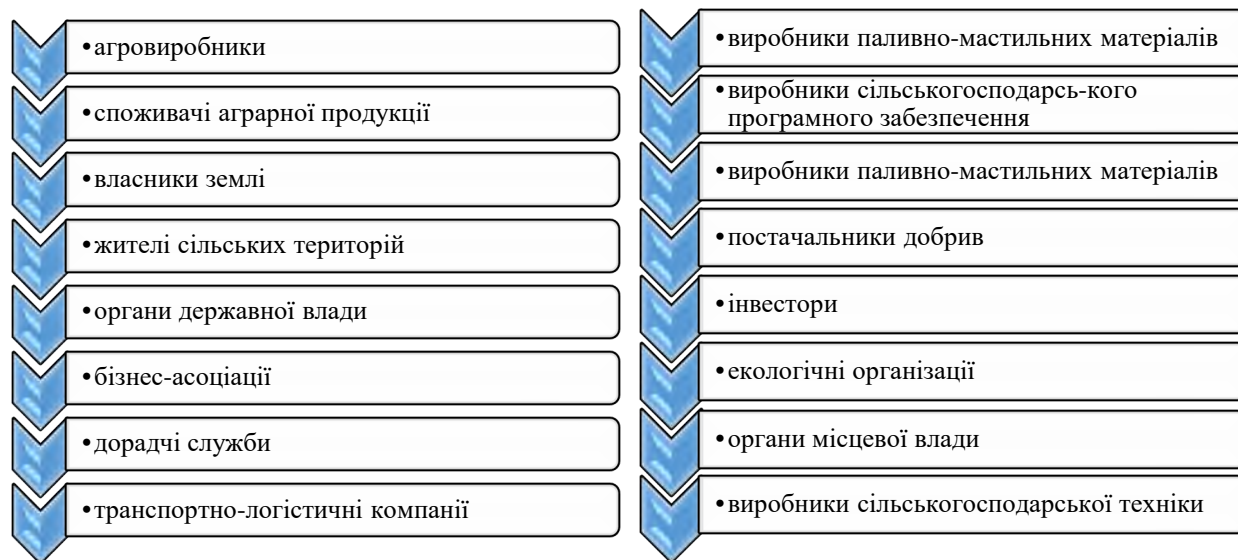 •агровиробники
•споживачі аграрної продукції
•власники землі
•жителі сільських територій
•органи державної влади
•бізнес-асоціації
•дорадчі служби
•транспортно-логістичні компанії
•виробники паливно-мастильних матеріалів
•виробники сільськогосподарсь-кого
програмного забезпечення
•виробники паливно-мастильних матеріалів
•постачальники добрив
•інвестори
•екологічні організації
•органи місцевої влади
•виробники сільськогосподарської техніки